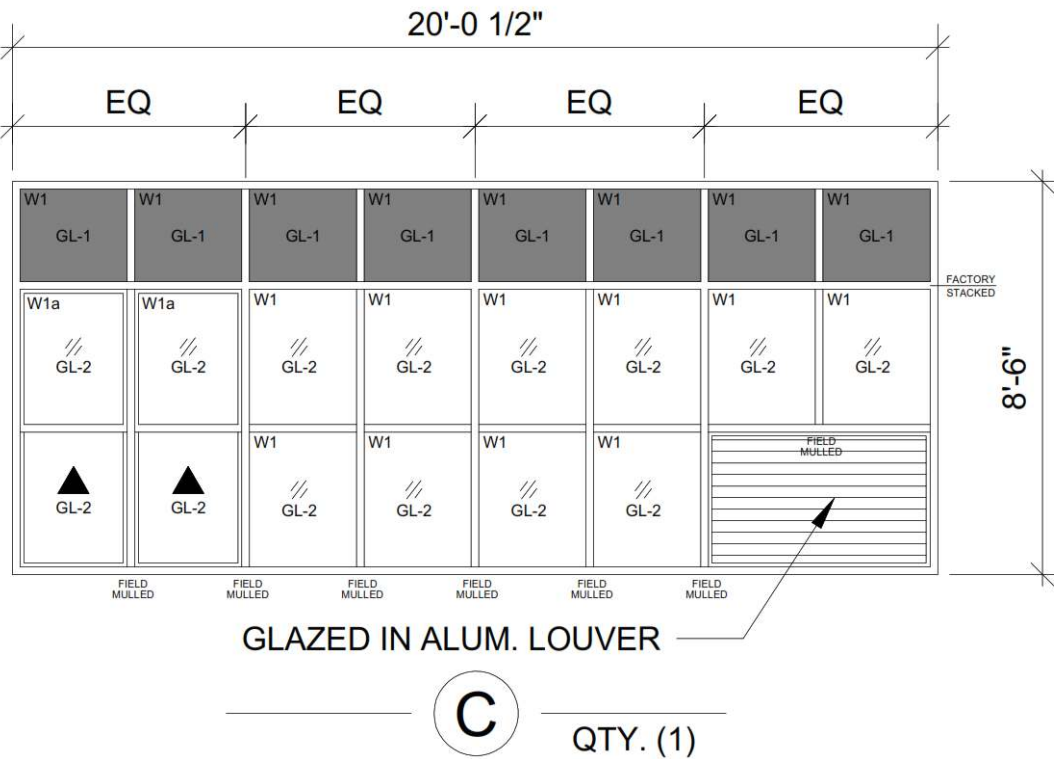 20'-0 1/2"
EQ EQ EQ EQ
W1 W1 W1 W1 W1 W1 W1 W1
GL-1 GL-1 GL-1 GL-1 GL-1 GL-1 GL-1 GL-1
FACTORY
STACKED
W1a W1a W1 W1 W1 W1 W1 W1
GL-2 GL-2 GL-2 GL-2 GL-2 GL-2 GL-2 GL-2
8'-6"
W1 W1 W1 W1
FIELD
MULLED
GL-2 GL-2 GL-2 GL-2 GL-2 GL-2
FIELD FIELD FIELD FIELD FIELD FIELD
MULLED MULLED MULLED MULLED MULLED MULLED
GLAZED IN ALUM. LOUVER
C
QTY. (1)